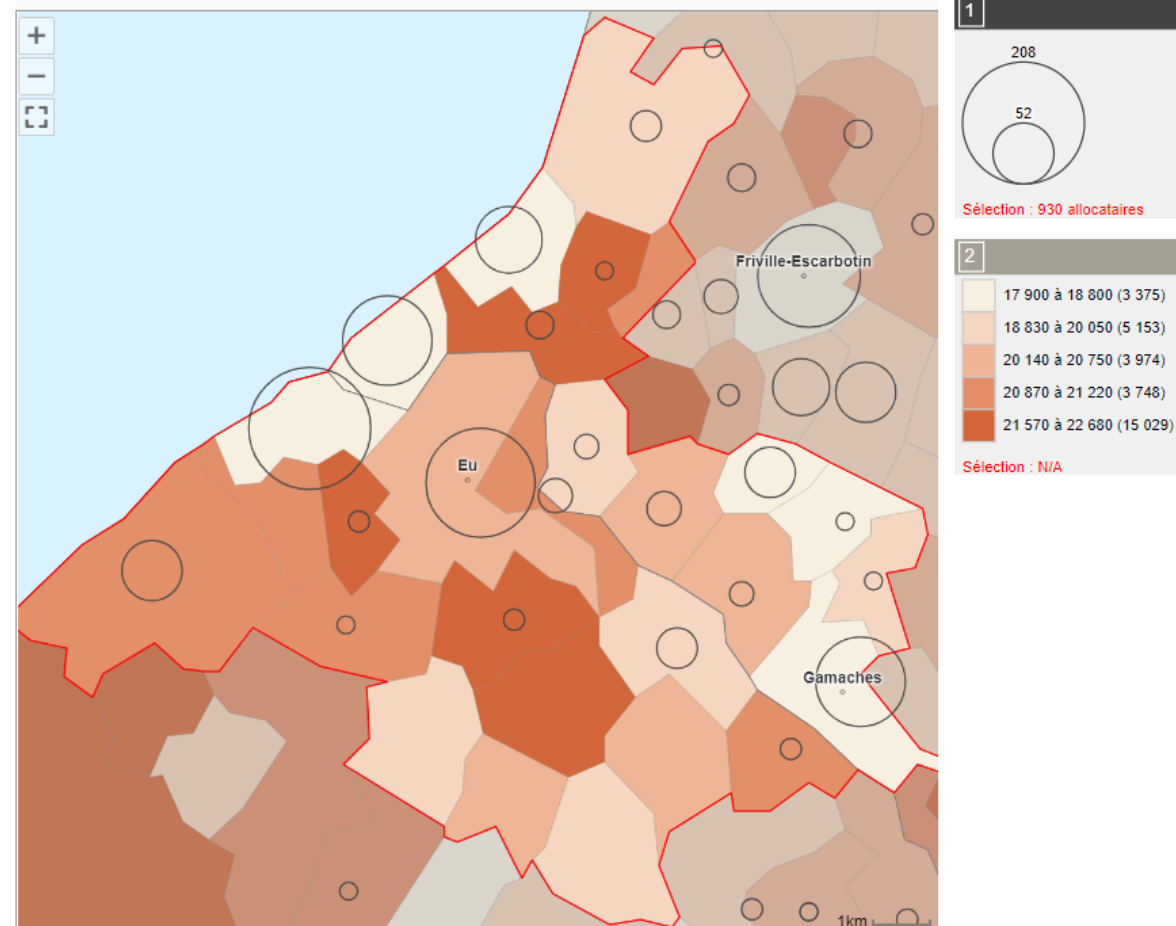 +
−
Friville-Escarbotin
Eu
Gamaches
1km
1
208
52
Sélection : 930 allocataires
2
17 900 à 18 800 (3 375)
18 830 à 20 050 (5 153)
20 140 à 20 750 (3 974)
20 870 à 21 220 (3 748)
21 570 à 22 680 (15 029)
Sélection : N/A